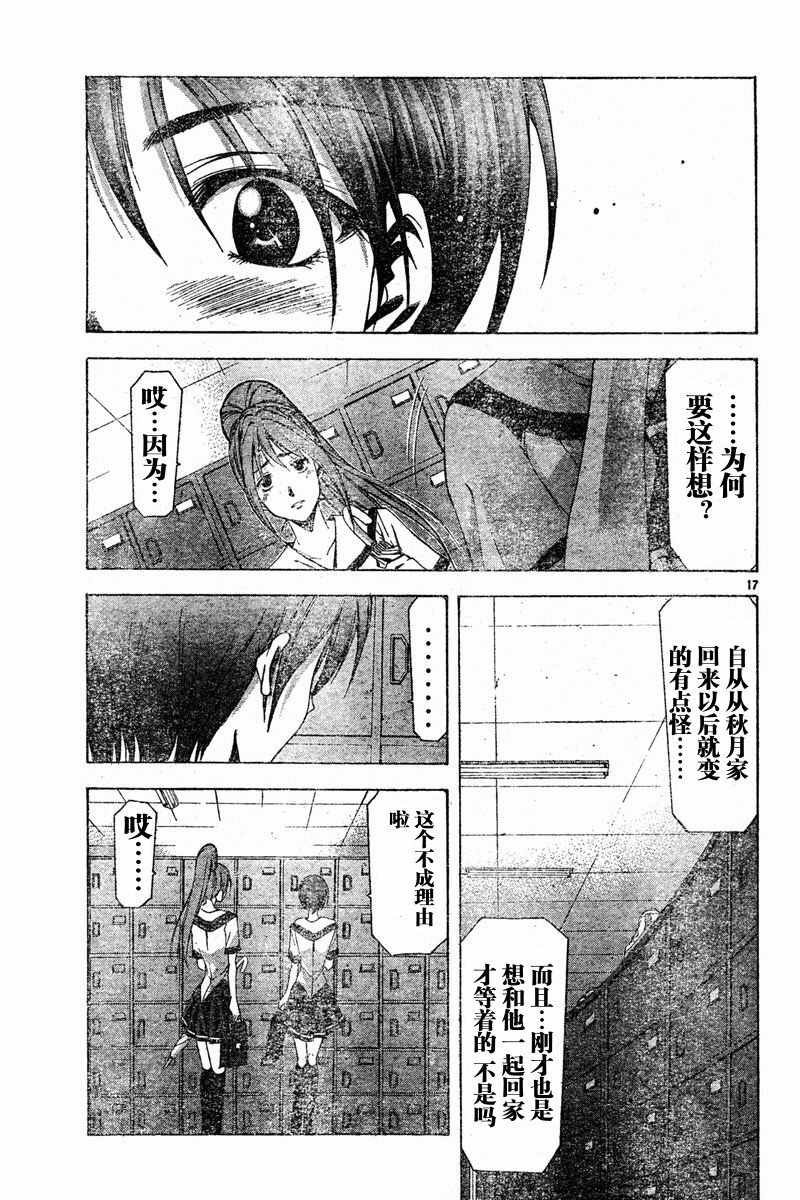 ……为何
要这样想?
哎…因为
…
17
自从从秋月家
回来以后就变
的有点怪……
而且…刚才也是
想和他一起回家
才等着的 不是吗
………
这个不成理由
啦
哎……